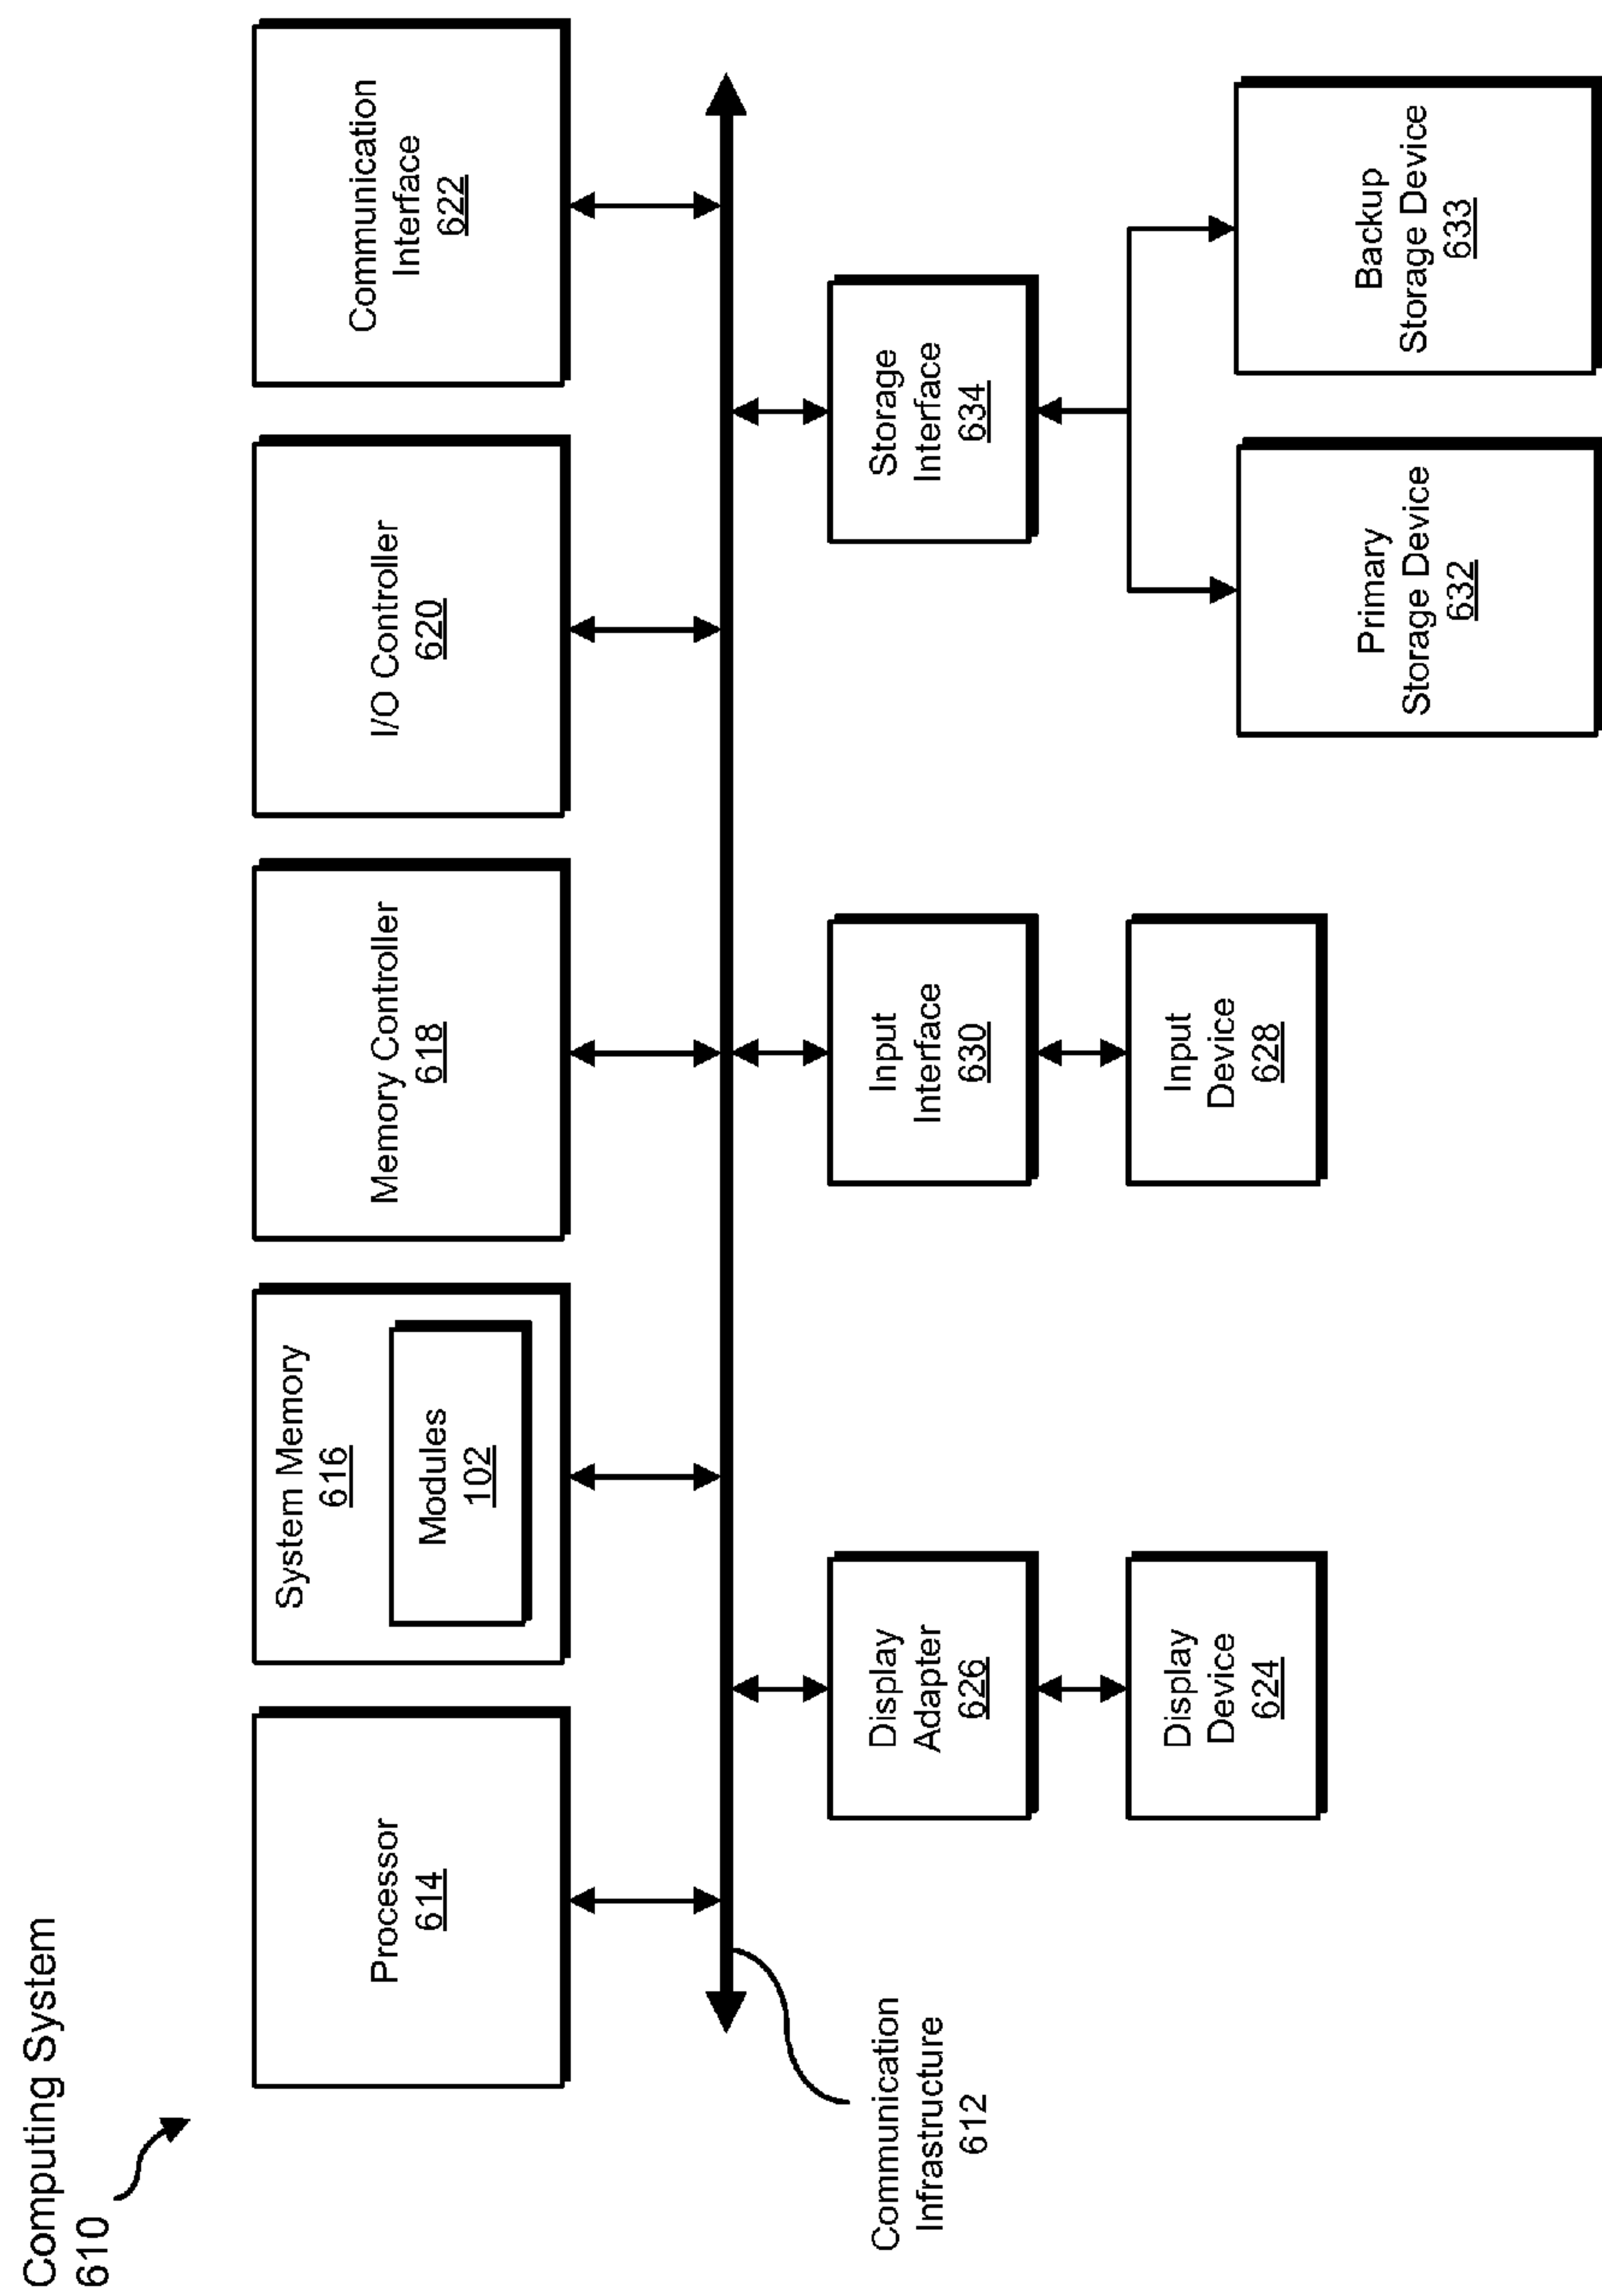 Computing System
610
Processor
614
System Memory
616
Modules
102
Memory Controller
618
I/O Controller
620
Communication
Interface
622
Communication
Infrastructure
612
Display
Adapter
626
Input
Interface
630
Storage
Interface
634
Display
Device
624
Input
Device
628
Primary
Storage Device
632
Backup
Storage Device
633